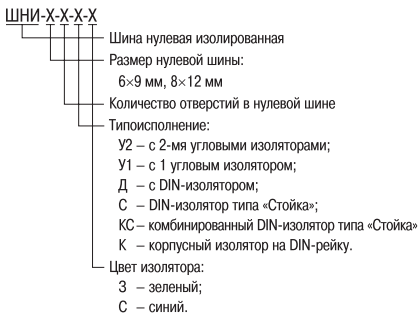 ШНИ-Х-Х-Х-Х
Шина нулевая изолированная
Размер нулевой шины:
6×9 мм, 8×12 мм
Количество отверстий в нулевой шине
Типоисполнение:
У2 – с 2-мя угловыми изоляторами;
У1 – с 1 угловым изолятором;
Д – с DIN-изолятором;
С – DIN-изолятор типа «Стойка»;
КС – комбинированный DIN-изолятор типа «Стойка»
К – корпусный изолятор на DIN-рейку.
Цвет изолятора:
З – зеленый;
С – синий.